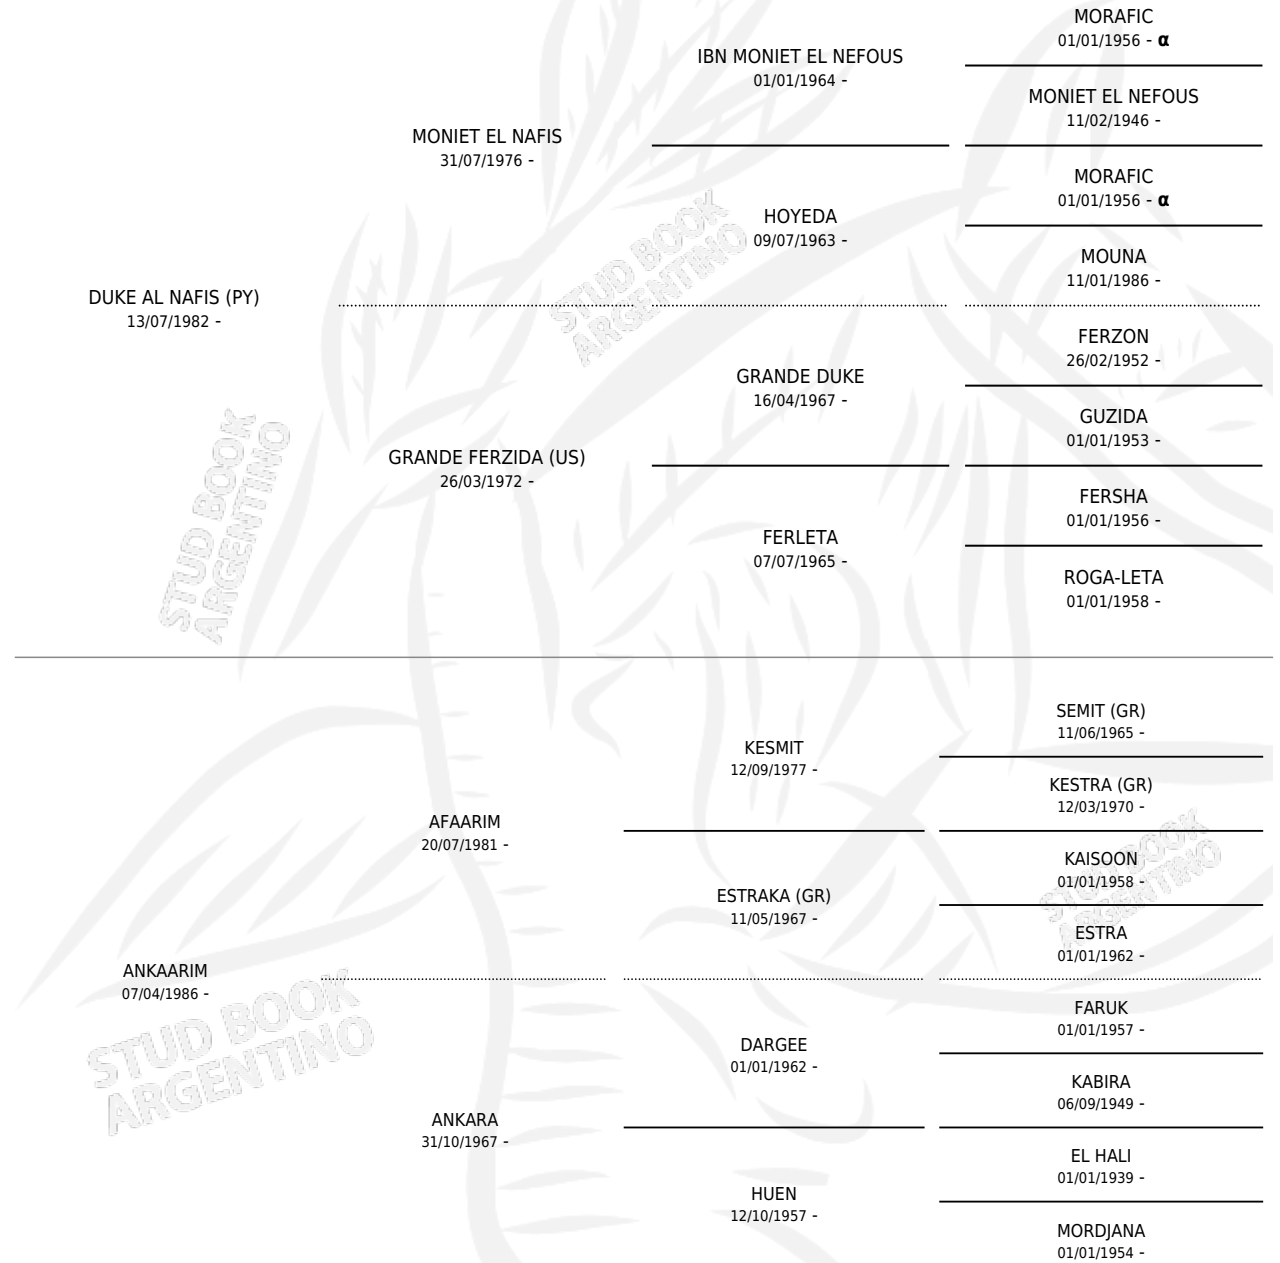 MORAFIC
01/01/1956 - α
IBN MONIET EL NEFOUS
01/01/1964 -
MONIET EL NEFOUS
11/02/1946 -
MONIET EL NAFIS
31/07/1976 -
MORAFIC
01/01/1956 - α
HOYEDA
09/07/1963 -
MOUNA
11/01/1986 -
DUKE AL NAFIS (PY)
13/07/1982 -
FERZON
26/02/1952 -
GRANDE DUKE
16/04/1967 -
GUZIDA
01/01/1953 -
GRANDE FERZIDA (US)
26/03/1972 -
FERSHA
01/01/1956 -
FERLETA
07/07/1965 -
ROGA-LETA
01/01/1958 -
SEMIT (GR)
11/06/1965 -
KESMIT
12/09/1977 -
KESTRA (GR)
12/03/1970 -
AFAARIM
20/07/1981 -
KAISOON
01/01/1958 -
ESTRAKA (GR)
11/05/1967 -
ESTRA
01/01/1962 -
ANKAARIM
07/04/1986 -
FARUK
01/01/1957 -
DARGEE
01/01/1962 -
KABIRA
06/09/1949 -
ANKARA
31/10/1967 -
EL HALI
01/01/1939 -
HUEN
12/10/1957 -
MORDJANA
01/01/1954 -
STUD BOOK
ARGENTINO
STUD BOOK
ARGENTINO
STUD BOOK
ARGENTINO
STUD BOOK
ARGENTINO